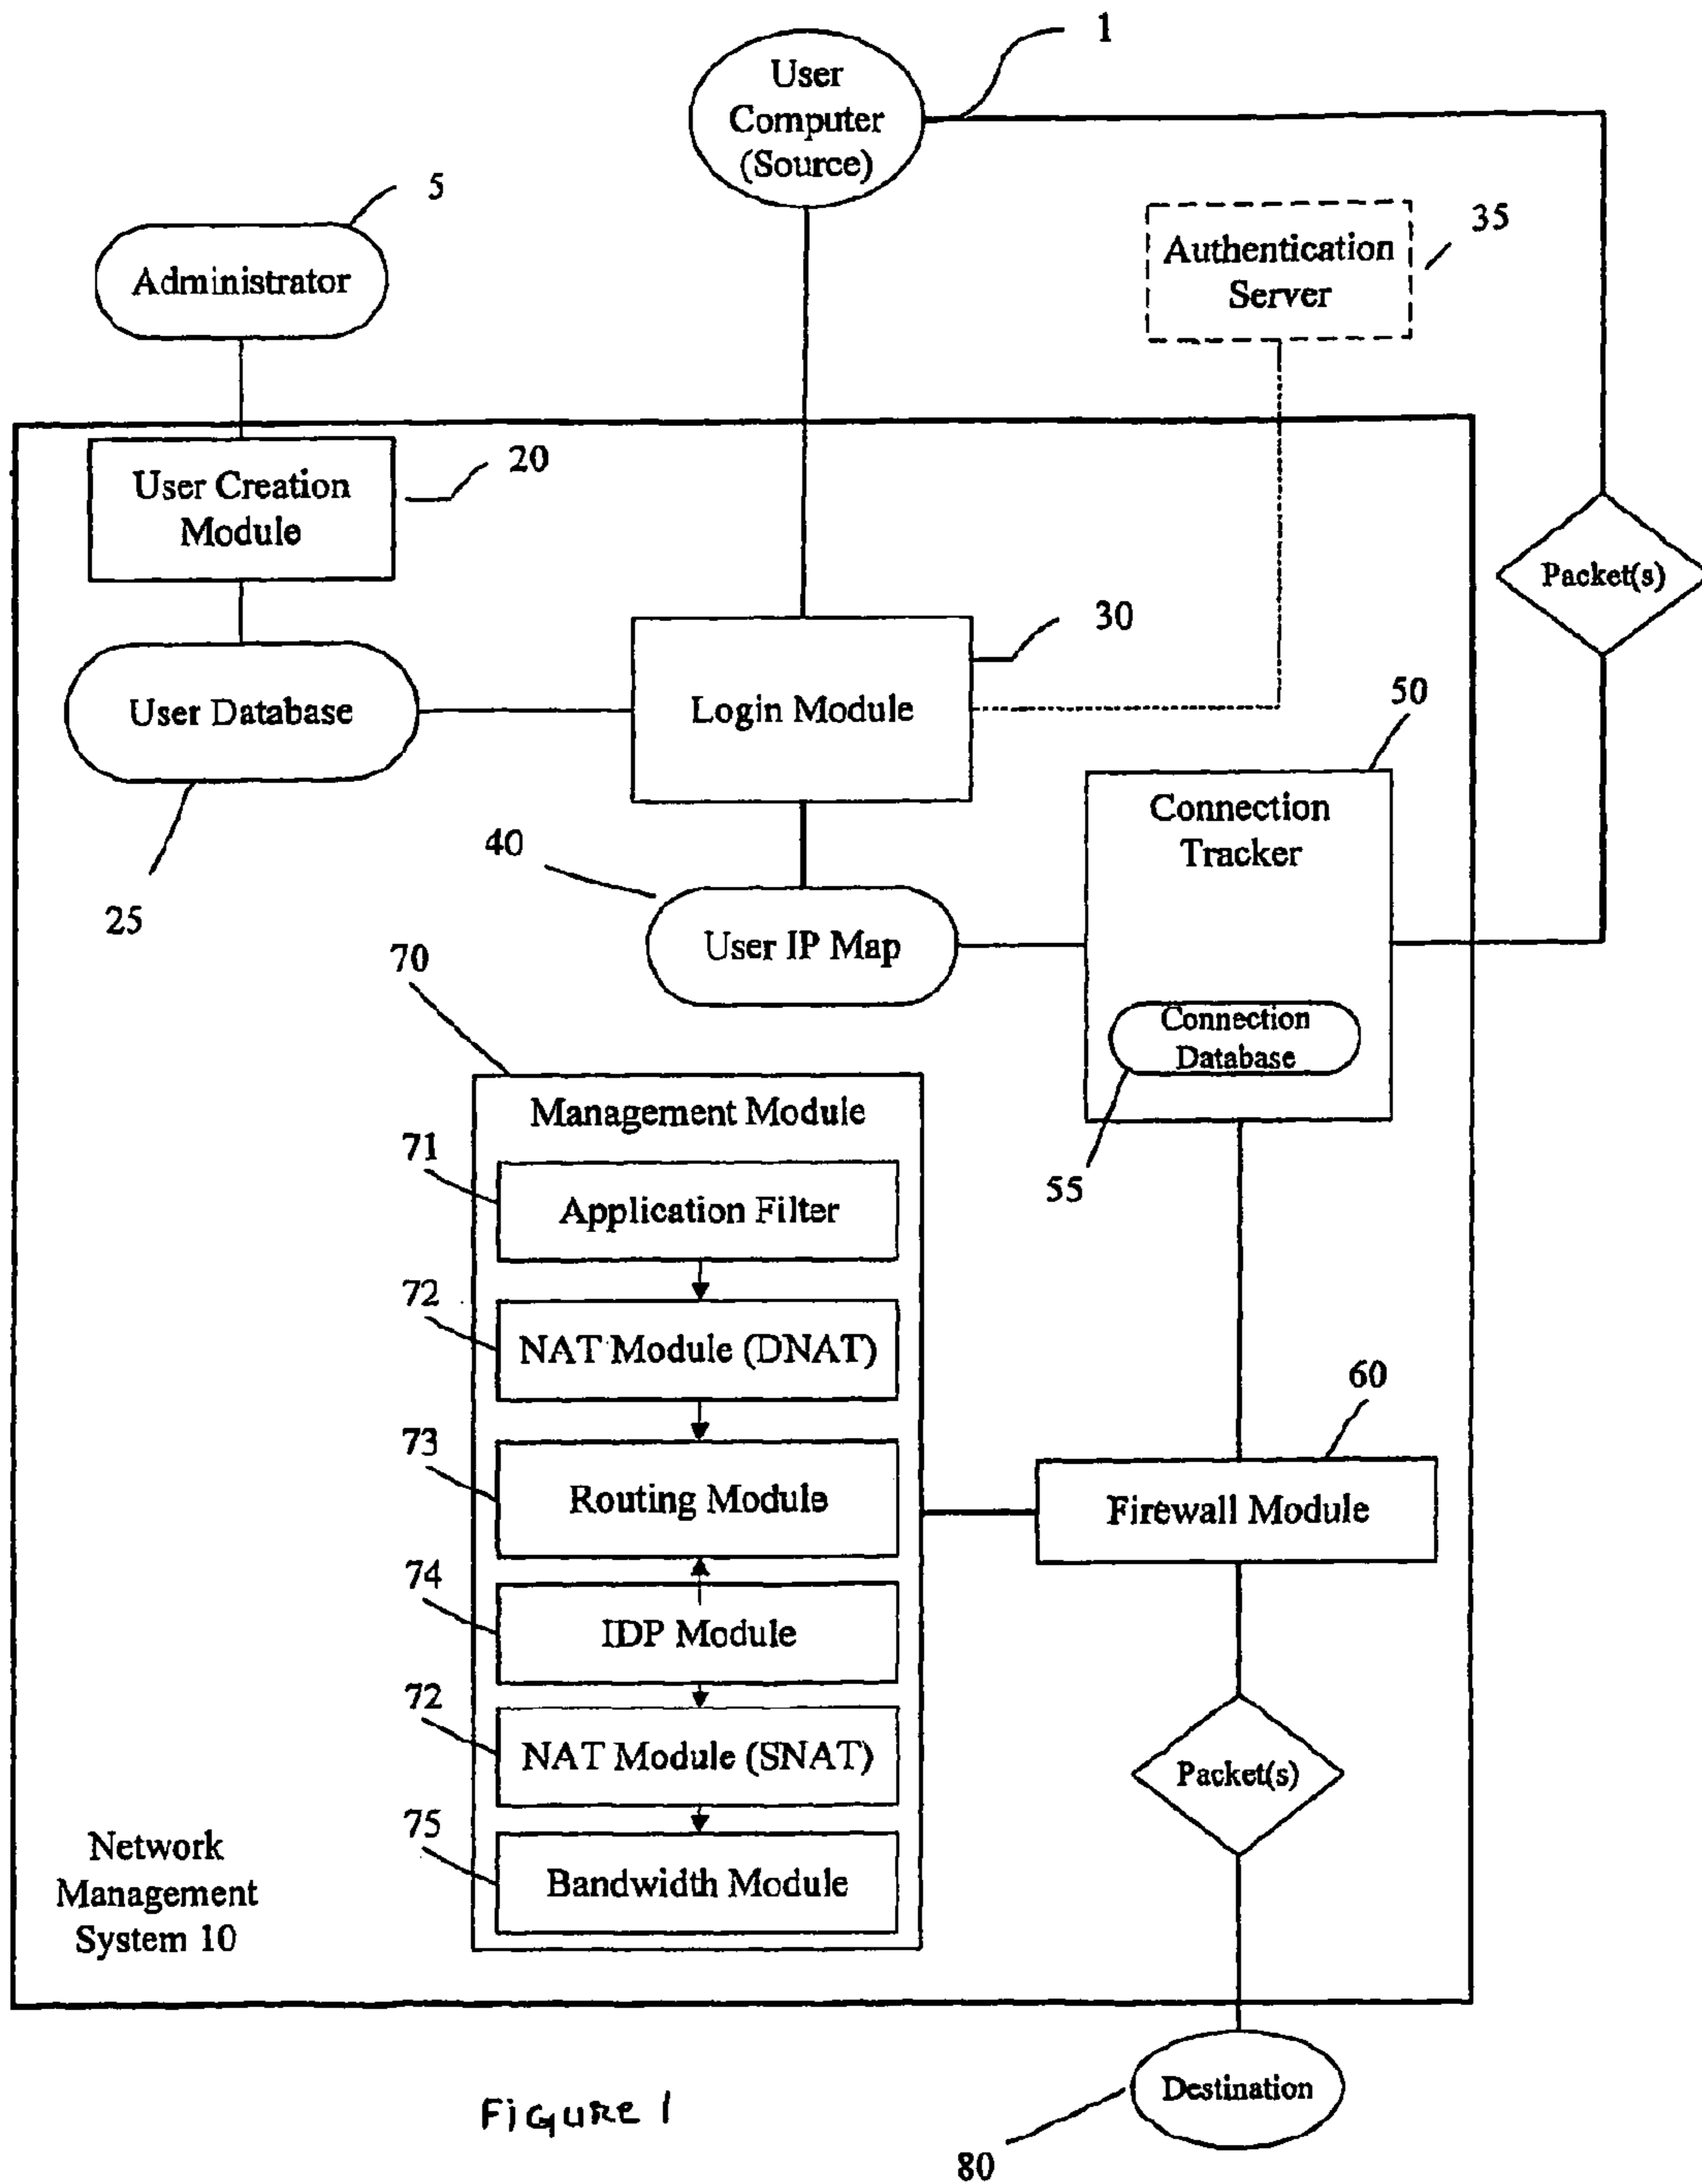 1
User
Computer
(Source)
5
Administrator
35
Authentication
Server
20
User Creation
Module
Packet(s)
30
User Database
Login Module
50
Connection
Tracker
25
40
User IP Map
70
Connection
Database
55
Management Module
71
Application Filter
72
NAT Module (DNAT)
60
73
Routing Module
Firewall Module
74
IDP Module
72
NAT Module (SNAT)
Packet(s)
75
Bandwidth Module
Network
Management
System 10
Destination
80
Figure 1